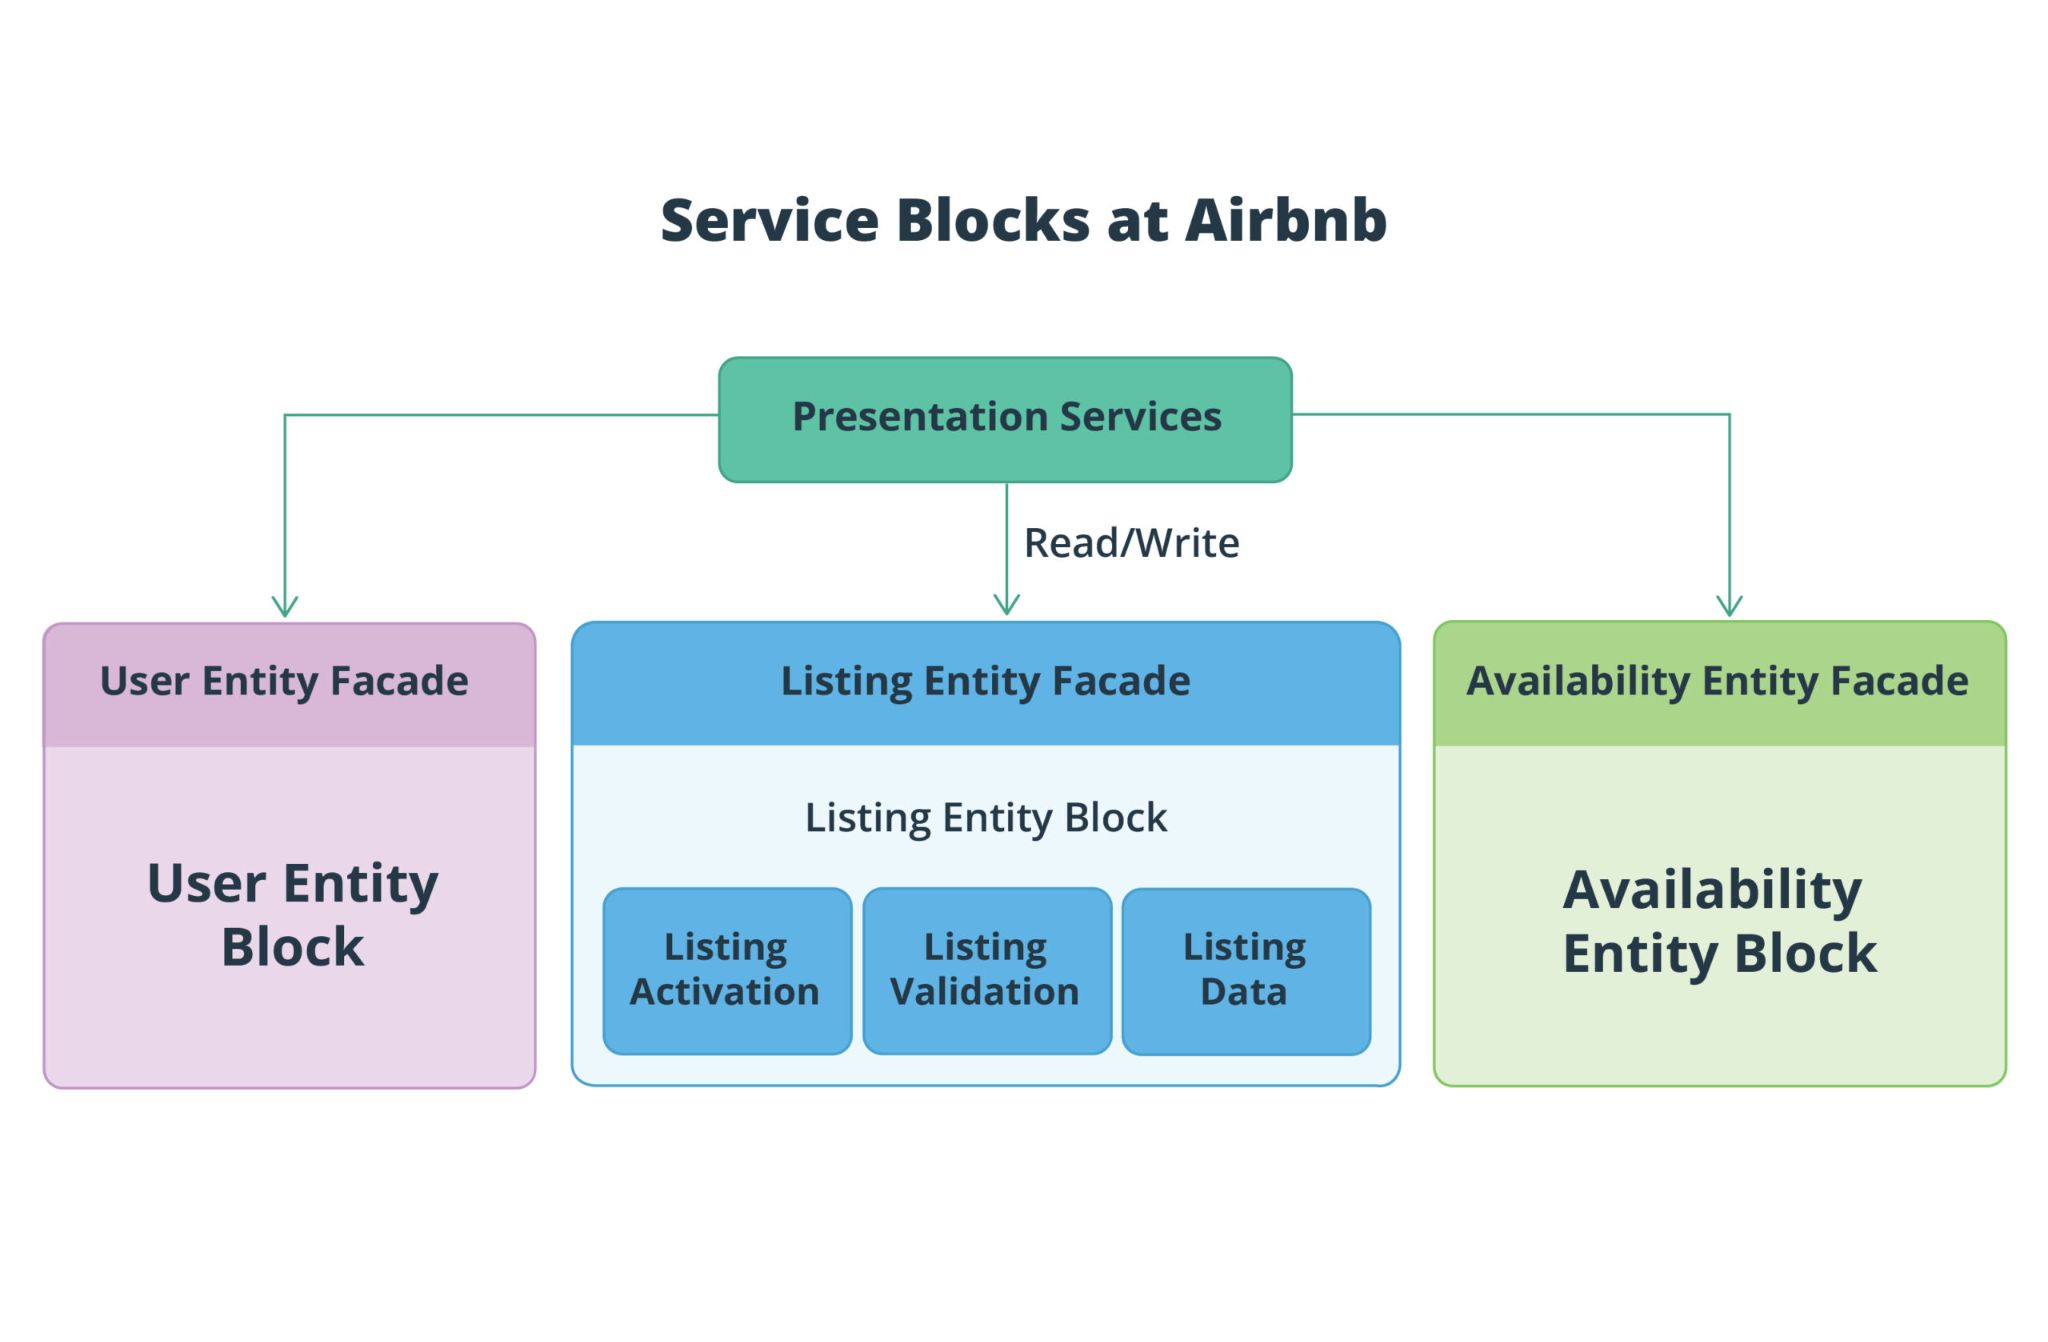 Service Blocks at Airbnb
Presentation Services
Read/Write
User Entity Facade
User Entity
Block
Listing Entity Facade
Listing Entity Block
Listing
Activation
Listing
Validation
Listing
Data
Availability Entity Facade
Availability
Entity Block